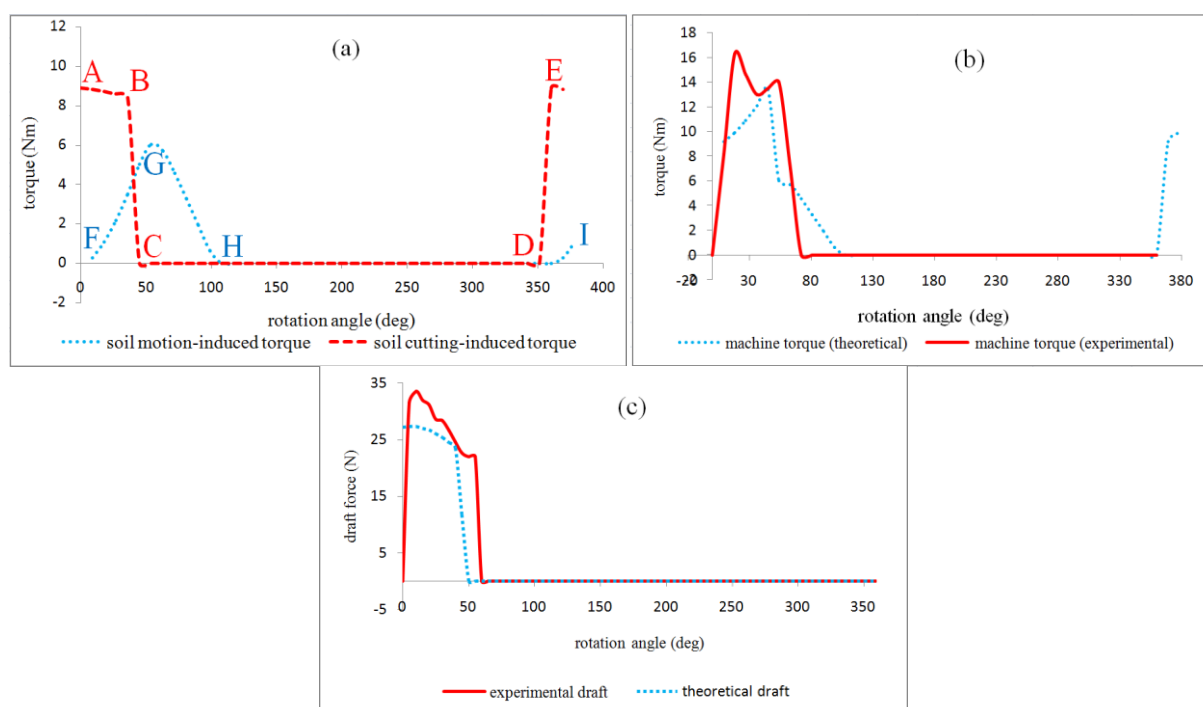 (a)
12
10
8
6
4
2
0
-2
torque (Nm)
A
B
C
D
E
F
G
H
I
0 50 100 150 200 250 300 350 400
rotation angle (deg)
soil motion-induced torque soil cutting-induced torque
(b)
18
16
14
12
10
8
6
4
2
0
-2
torque (Nm)
0 30 80 130 180 230 280 330 380
rotation angle (deg)
machine torque (theoretical) machine torque (experimental)
(c)
35
25
15
5
-5
draft force (N)
0 50 100 150 200 250 300 350
rotation angle (deg)
experimental draft theoretical draft